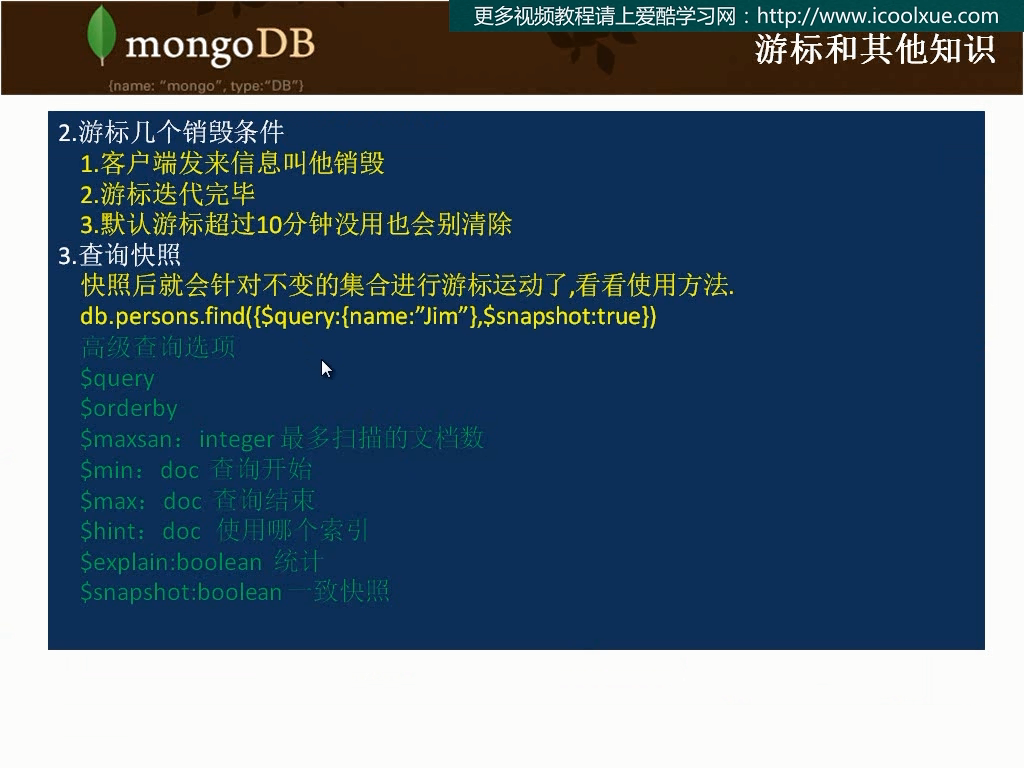 更多视频教程请上爱酷学习网：http://www.icoolxue.com
mongoDB
{name: “mongo”, type:“DB”}
游标和其他知识
2.游标几个销毁条件
1.客户端发来信息叫他销毁
2.游标迭代完毕
3.默认游标超过10分钟没用也会别清除
3.查询快照
快照后就会针对不变的集合进行游标运动了,看看使用方法.
db.persons.find({$query:{name:”Jim”},$snapshot:true})
高级查询选项
$query
$orderby
$maxsan：integer 最多扫描的文档数
$min：doc 查询开始
$max：doc 查询结束
$hint：doc 使用哪个索引
$explain:boolean 统计
$snapshot:boolean 一致快照